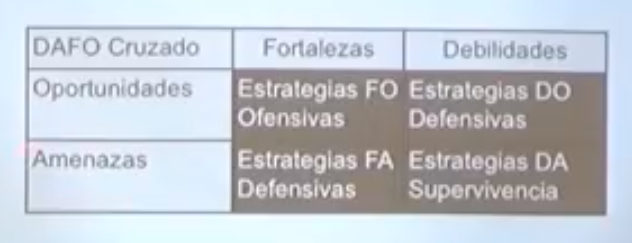 DAFO Cruzado Fortalezas Debilidades
Oportunidades Estrategias FO Estrategias DO
Ofensivas Defensivas
Amenazas Estrategias FA Estrategias DA
Defensivas Supervivencia